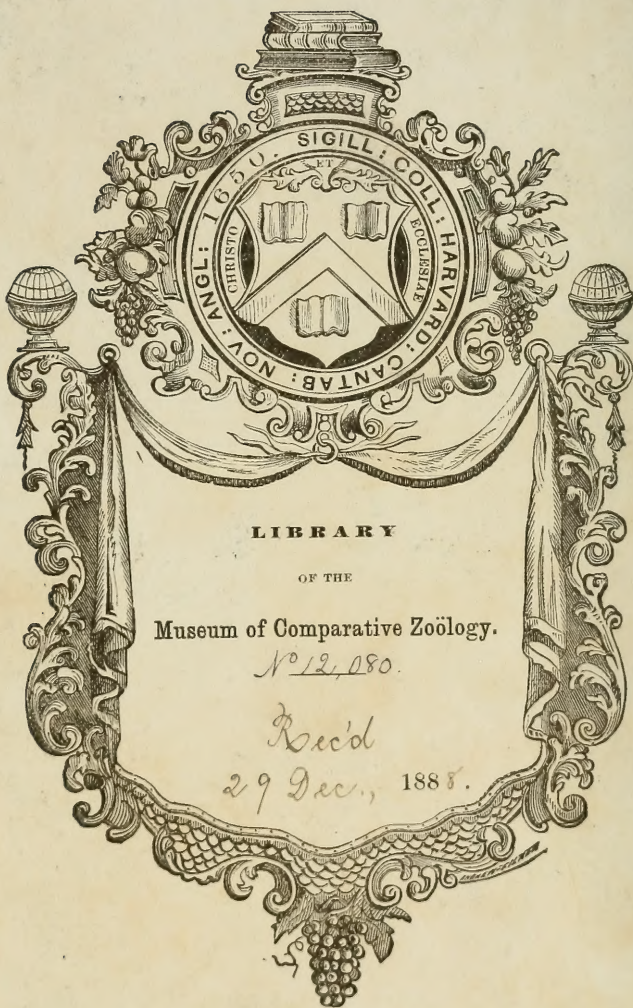 SIGILL: COLL: HARVARD: CANTAB: NOV: ANGL: 1650.
CHRISTO
ET
ECCLESIAE
LIBRARY
OF THE
Museum of Comparative Zoölogy.
No 12,080.
Rec'd
29 Dec., 1888.